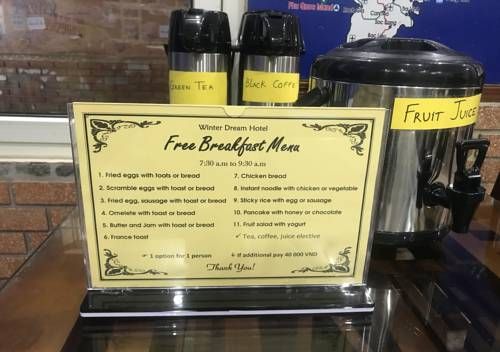 Phu Quoc Island
GREEN TEA
BLACK COFFE
FRUIT JUICE
Winter Dream Hotel
Free Breakfast Menu
7:30 a.m to 9:30 a.m
1. Fried eggs with toats or bread
2. Scramble eggs with toast or bread
3. Fried egg, sausage with toast or bread
4. Omelste with toast or bread
5. Butter and Jam with toast or bread
6. France toast
7. Chicken bread
8. Instant noodle with chicken or vegetable
9. Sticky rice with egg or sausage
10. Pancake with honey or chocolate
11. Fruit salad with yogurt
✓ Tea, coffee, juice elective
1 option for 1 person
If additional pay 40 000 VND
Thank You!